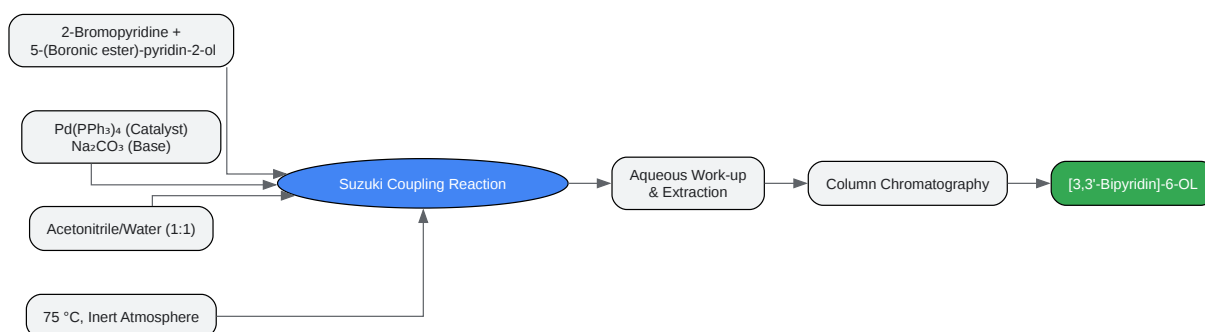 2-Bromopyridine +
5-(Boronic ester)-pyridin-2-ol
Pd(PPh₃)₄ (Catalyst)
Na₂CO₃ (Base)
Acetonitrile/Water (1:1)
75 °C, Inert Atmosphere
Suzuki Coupling Reaction
Aqueous Work-up
& Extraction
Column Chromatography
[3,3'-Bipyridin]-6-OL